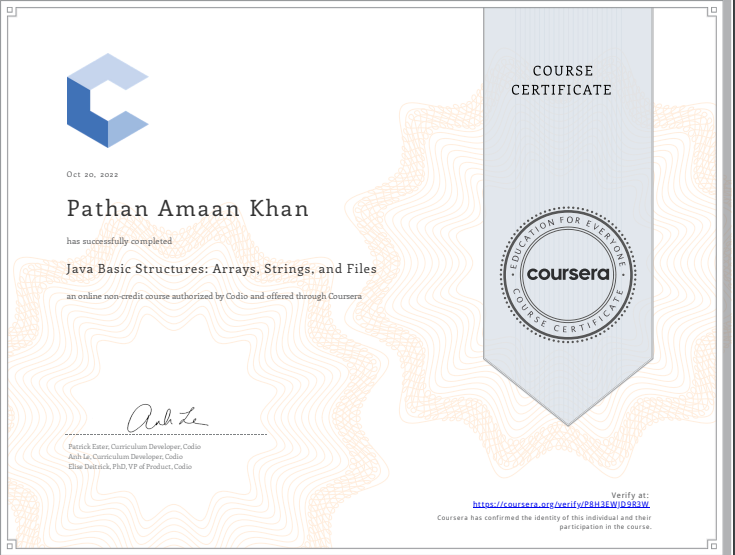 COURSE
CERTIFICATE
Oct 20, 2022
Pathan Amaan Khan
has successfully completed
Java Basic Structures: Arrays, Strings, and Files
an online non-credit course authorized by Codio and offered through Coursera
EDUCATION FOR EVERYONE
coursera
COURSE CERTIFICATE
Anh Le
Patrick Ester, Curriculum Developer, Codio
Anh Le, Curriculum Developer, Codio
Elise Deitrick, PhD, VP of Product, Codio
Verify at:
https://coursera.org/verify/P8H3EWJD9R3W
Coursera has confirmed the identity of this individual and their
participation in the course.